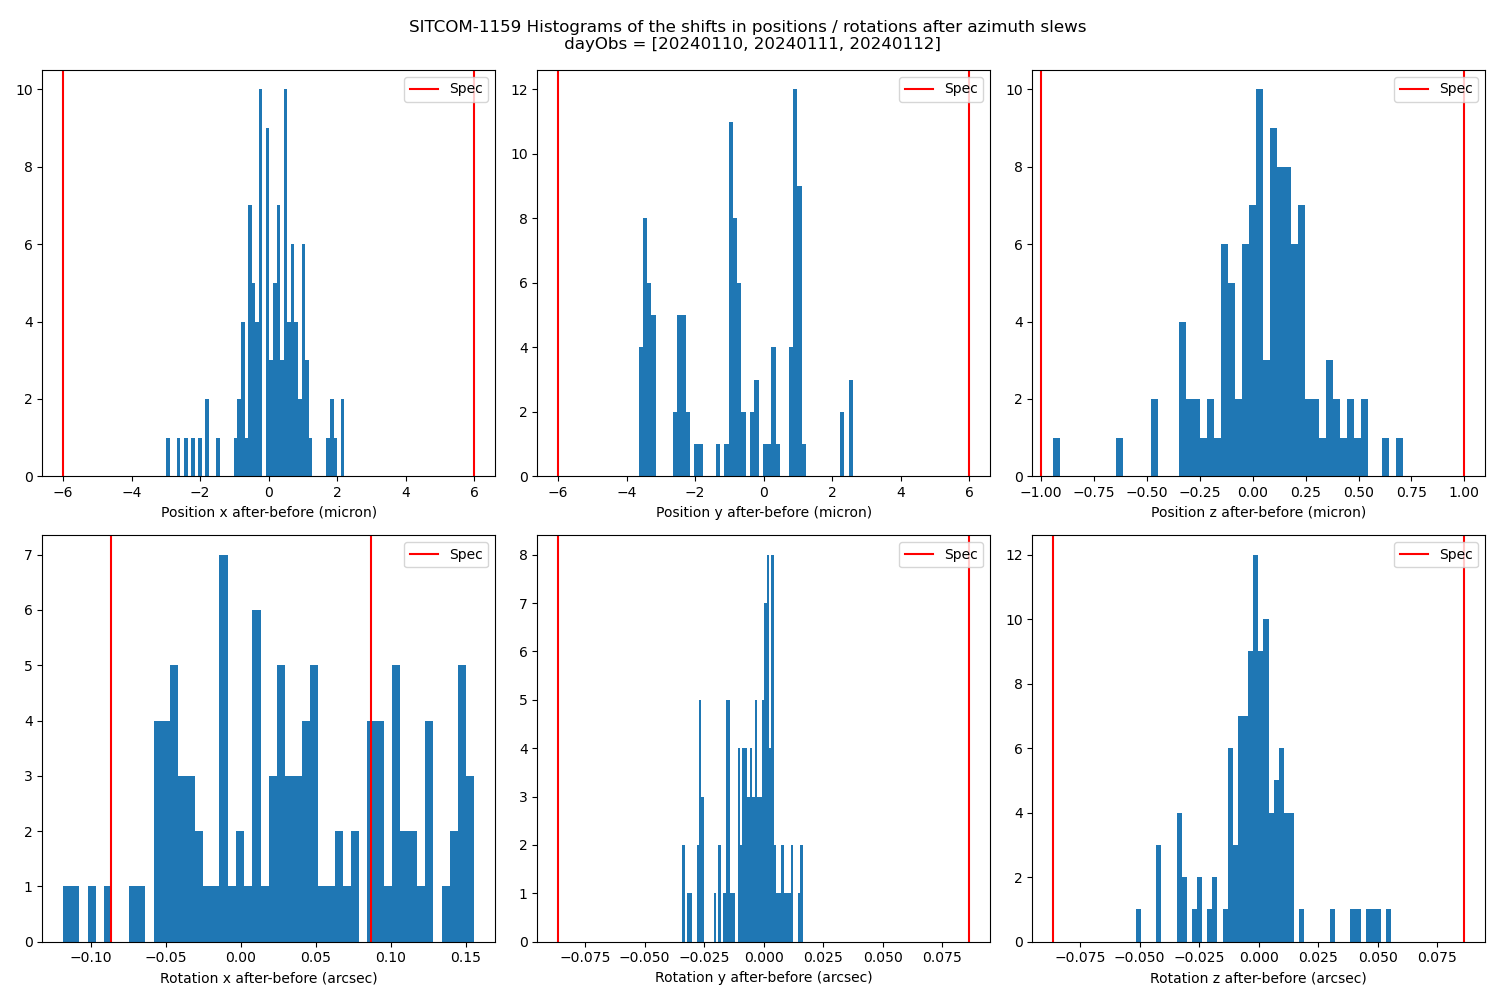 SITCOM-1159 Histograms of the shifts in positions / rotations after azimuth slews
dayObs = [20240110, 20240111, 20240112]
Spec
10
8
6
4
2
0
−6 −4 −2 0 2 4 6
Position x after-before (micron)
Spec
12
10
8
6
4
2
0
−6 −4 −2 0 2 4 6
Position y after-before (micron)
Spec
10
8
6
4
2
0
−1.00 −0.75 −0.50 −0.25 0.00 0.25 0.50 0.75 1.00
Position z after-before (micron)
Spec
7
6
5
4
3
2
1
0
−0.10 −0.05 0.00 0.05 0.10 0.15
Rotation x after-before (arcsec)
Spec
8
7
6
5
4
3
2
1
0
−0.075 −0.050 −0.025 0.000 0.025 0.050 0.075
Rotation y after-before (arcsec)
Spec
12
10
8
6
4
2
0
−0.075 −0.050 −0.025 0.000 0.025 0.050 0.075
Rotation z after-before (arcsec)